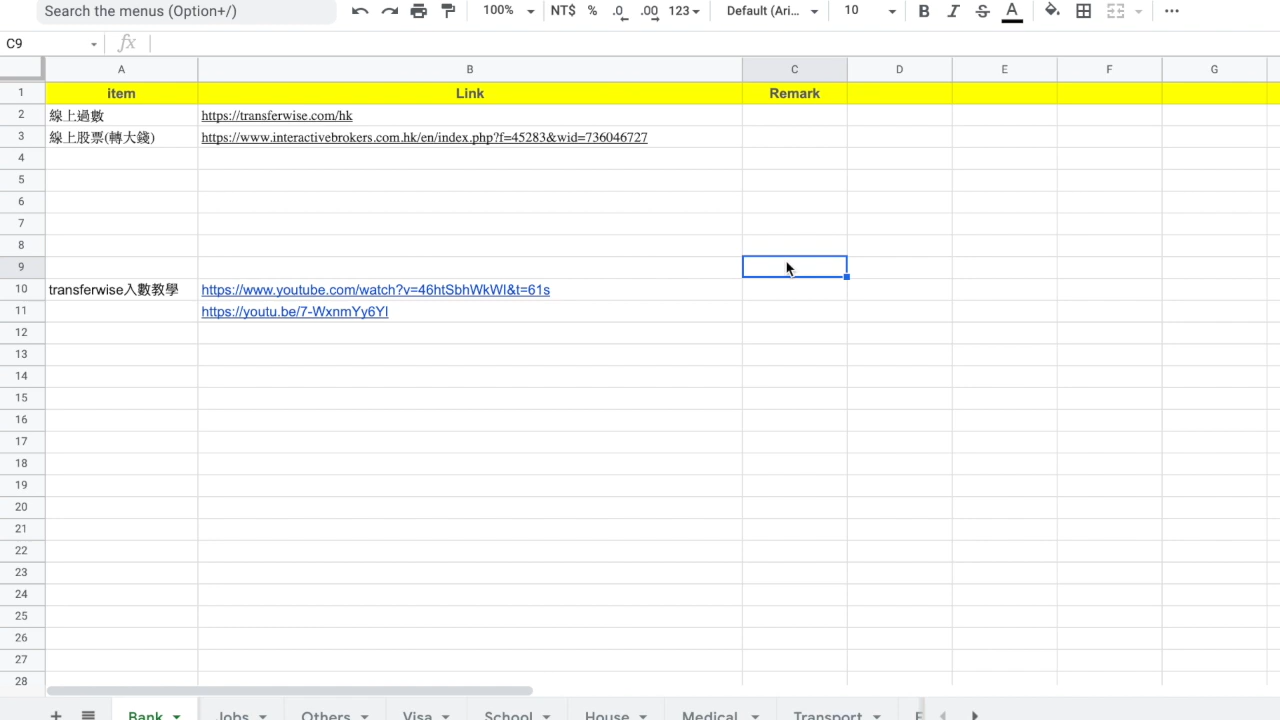 Search the menus (Option+/) 100% NT$ % .0 .00 123 Default (Ari... 10 B I S A
C9 fx
A B C D E F G
1 item Link Remark
2 線上過數 https://transferwise.com/hk
3 線上股票(轉大錢) https://www.interactivebrokers.com.hk/en/index.php?f=45283&wid=736046727
4
5
6
7
8
9
10 transferwise入數教學 https://www.youtube.com/watch?v=46htSbhWkWI&t=61s
11 https://youtu.be/7-WxnmYy6YI
12
13
14
15
16
17
18
19
20
21
22
23
24
25
26
27
28
Bank Jobs Others Visa School House Medical Transport